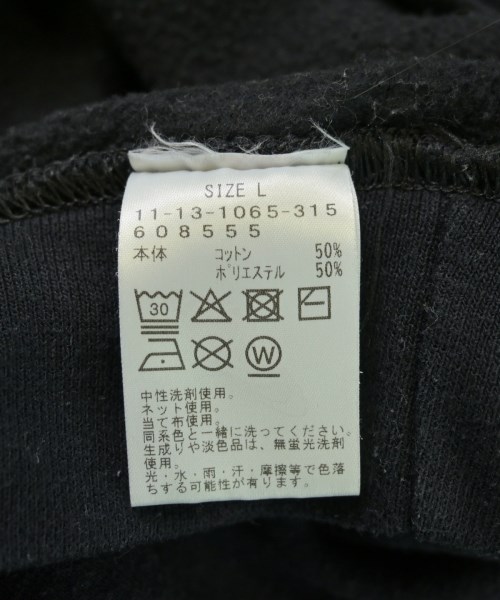 SIZE L
11-13-1065-315
608555
本体 コットン 50%
ポリエステル 50%
30
W
中性洗剤使用。
ネット使用。
当て布使用。
同系色と一緒に洗ってください。
生成りや淡色品は、無蛍光洗剤
使用。
光・水・雨・汗・摩擦等で色落
ちする可能性が有ります。